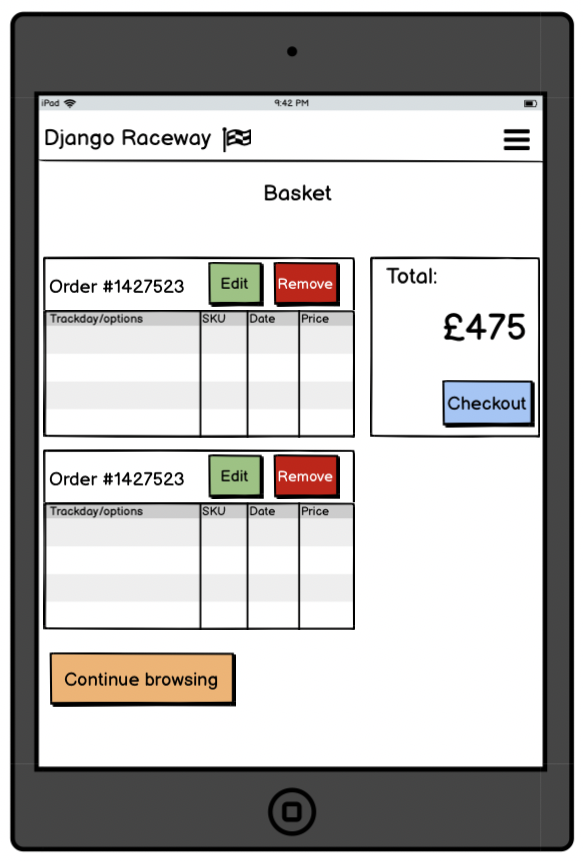 iPad 9:42 PM
Django Raceway
Basket
Order #1427523 Edit Remove
Trackday/options SKU Date Price
Total:
£475
Checkout
Order #1427523 Edit Remove
Trackday/options SKU Date Price
Continue browsing